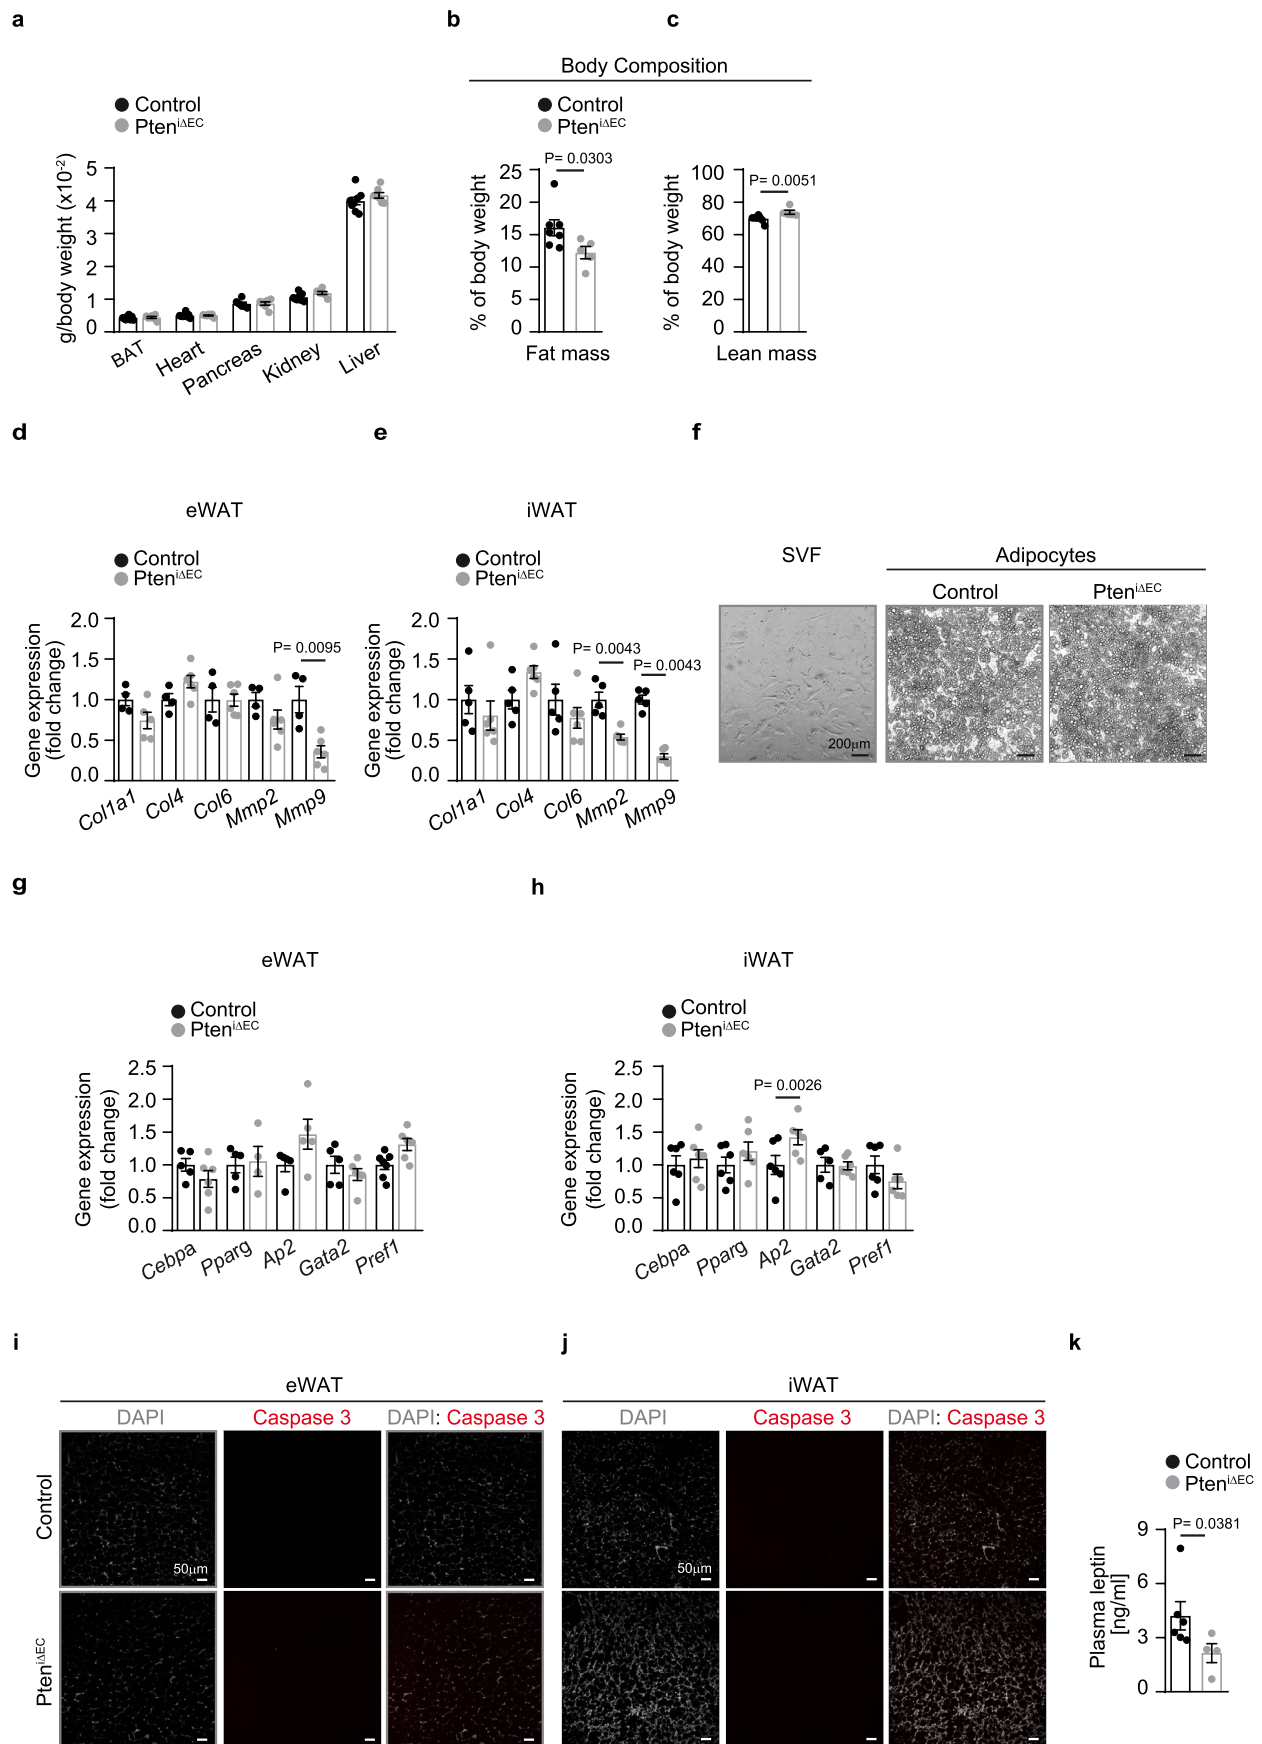 a
b
c
Body Composition
Control
Pten^iΔEC
Control
Pten^iΔEC
g/body weight (x10^-2)
5
4
3
2
1
0
BAT
Heart
Pancreas
Kidney
Liver
% of body weight
25
20
15
10
5
0
P= 0.0303
Fat mass
% of body weight
100
80
60
40
20
0
P= 0.0051
Lean mass
d
e
f
eWAT
Control
Pten^iΔEC
Gene expression
(fold change)
2.0
1.5
1.0
0.5
0.0
P= 0.0095
Col1a1
Col4
Col6
Mmp2
Mmp9
iWAT
Control
Pten^iΔEC
Gene expression
(fold change)
2.0
1.5
1.0
0.5
0.0
P= 0.0043
P= 0.0043
Col1a1
Col4
Col6
Mmp2
Mmp9
SVF
Adipocytes
Control
Pten^iΔEC
200μm
g
h
eWAT
Control
Pten^iΔEC
Gene expression
(fold change)
2.5
2.0
1.5
1.0
0.5
0.0
Cebpa
Pparg
Ap2
Gata2
Pref1
iWAT
Control
Pten^iΔEC
Gene expression
(fold change)
2.5
2.0
1.5
1.0
0.5
0.0
P= 0.0026
Cebpa
Pparg
Ap2
Gata2
Pref1
i
j
k
eWAT
DAPI
Caspase 3
DAPI: Caspase 3
Control
50μm
Pten^iΔEC
iWAT
DAPI
Caspase 3
DAPI: Caspase 3
50μm
Control
Pten^iΔEC
Plasma leptin
[ng/ml]
9
6
3
0
P= 0.0381